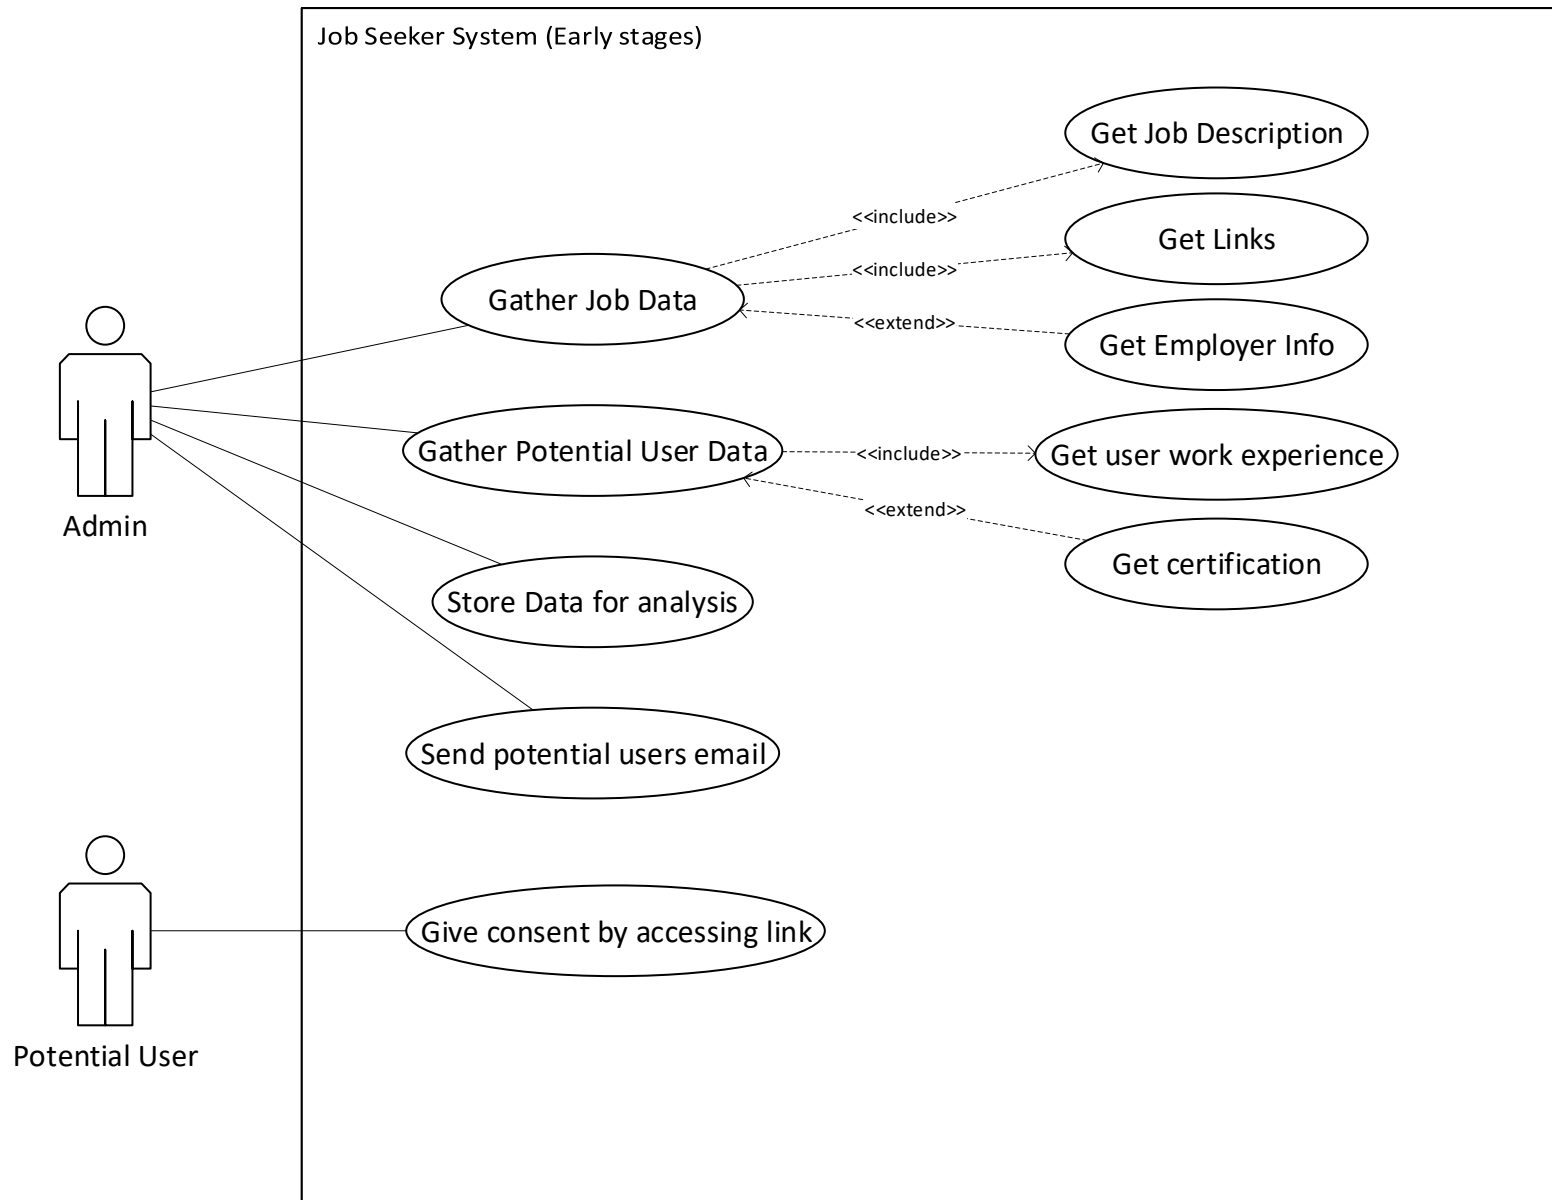 Job Seeker System (Early stages)
Get Job Description
<<include>>
Get Links
<<include>>
Gather Job Data
<<extend>>
Get Employer Info
Gather Potential User Data
<<include>>
Get user work experience
<<extend>>
Admin
Get certification
Store Data for analysis
Send potential users email
Give consent by accessing link
Potential User